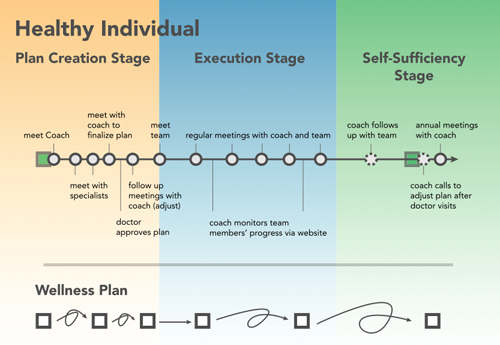 Healthy Individual
Plan Creation Stage
Execution Stage
Self-Sufficiency
Stage
meet Coach
meet with
coach to
finalize plan
meet
team
regular meetings with coach and team
coach follows
up with team
annual meetings
with coach
meet with
specialists
follow up
meetings with
coach (adjust)
doctor
approves plan
coach monitors team
members' progress via website
coach calls to
adjust plan after
doctor visits
Wellness Plan